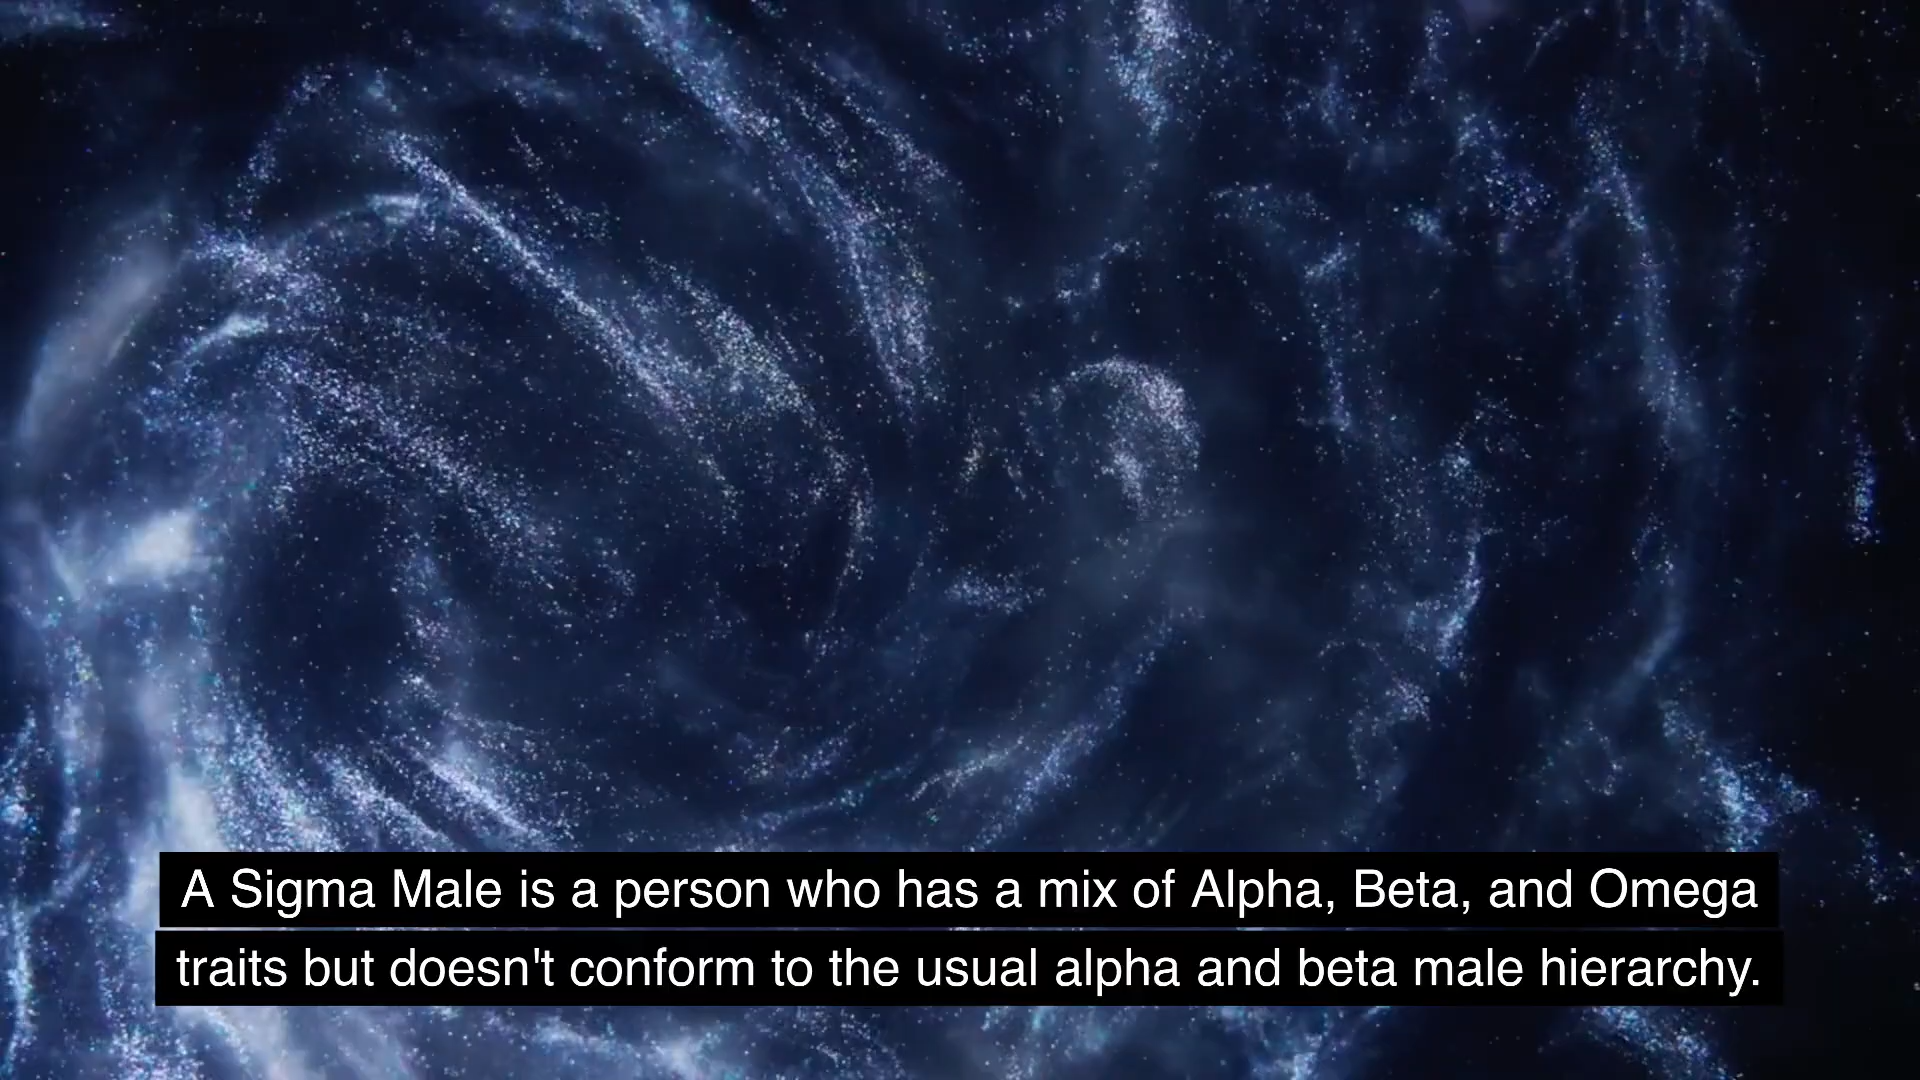 A Sigma Male is a person who has a mix of Alpha, Beta, and Omega
traits but doesn't conform to the usual alpha and beta male hierarchy.